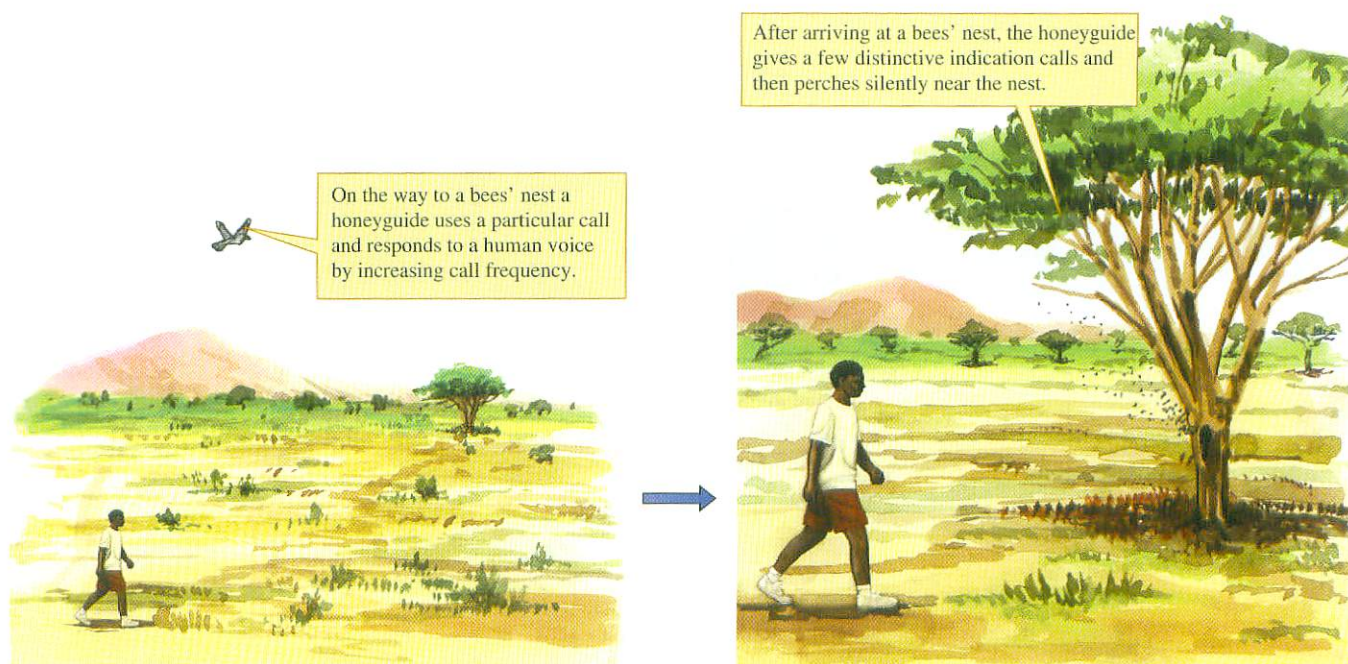 On the way to a bees' nest a
honeyguide uses a particular call
and responds to a human voice
by increasing call frequency.
After arriving at a bees' nest, the honeyguide
gives a few distinctive indication calls and
then perches silently near the nest.